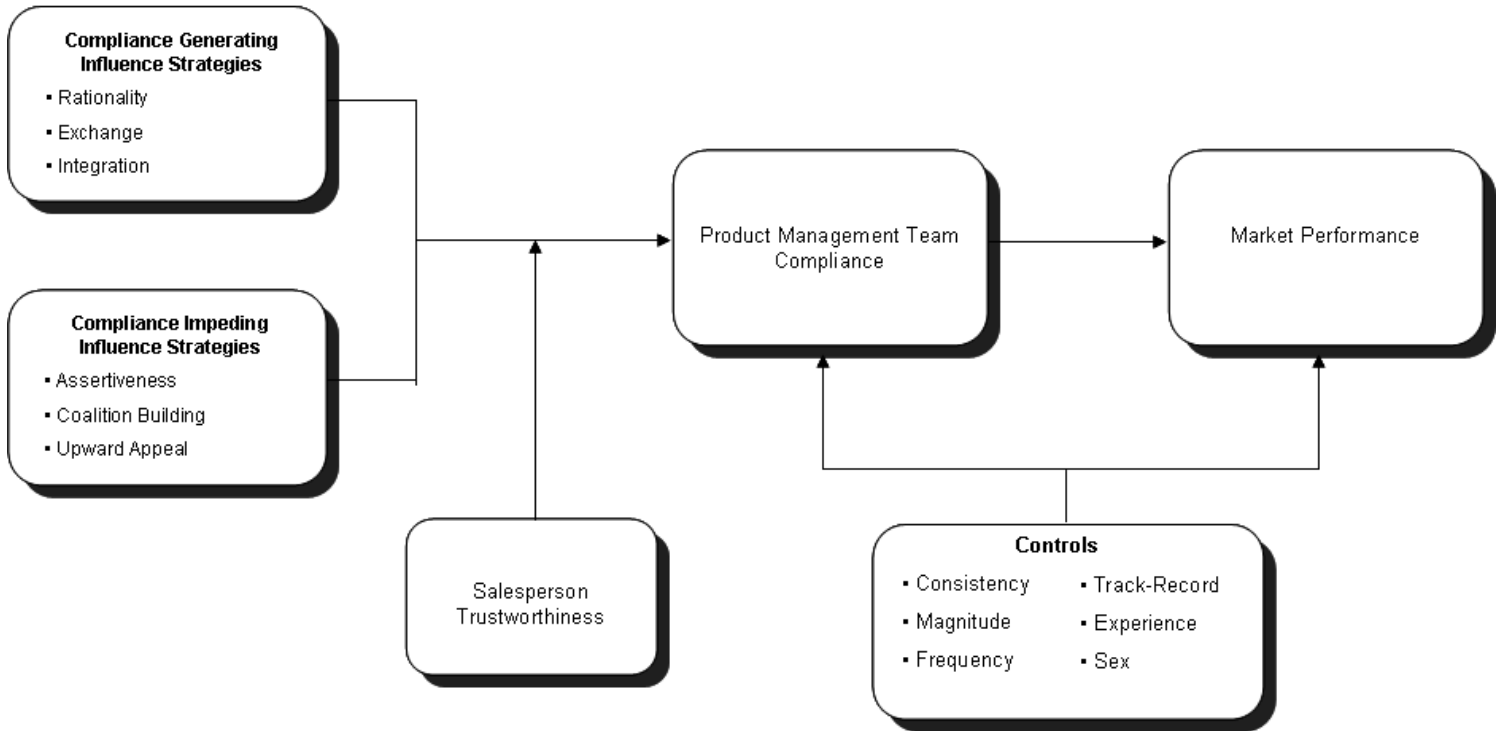 Compliance Generating
Influence Strategies
▪ Rationality
▪ Exchange
▪ Integration
Compliance Impeding
Influence Strategies
▪ Assertiveness
▪ Coalition Building
▪ Upward Appeal
Product Management Team
Compliance
Market Performance
Salesperson
Trustworthiness
Controls
▪ Consistency
▪ Magnitude
▪ Frequency
▪ Track-Record
▪ Experience
▪ Sex